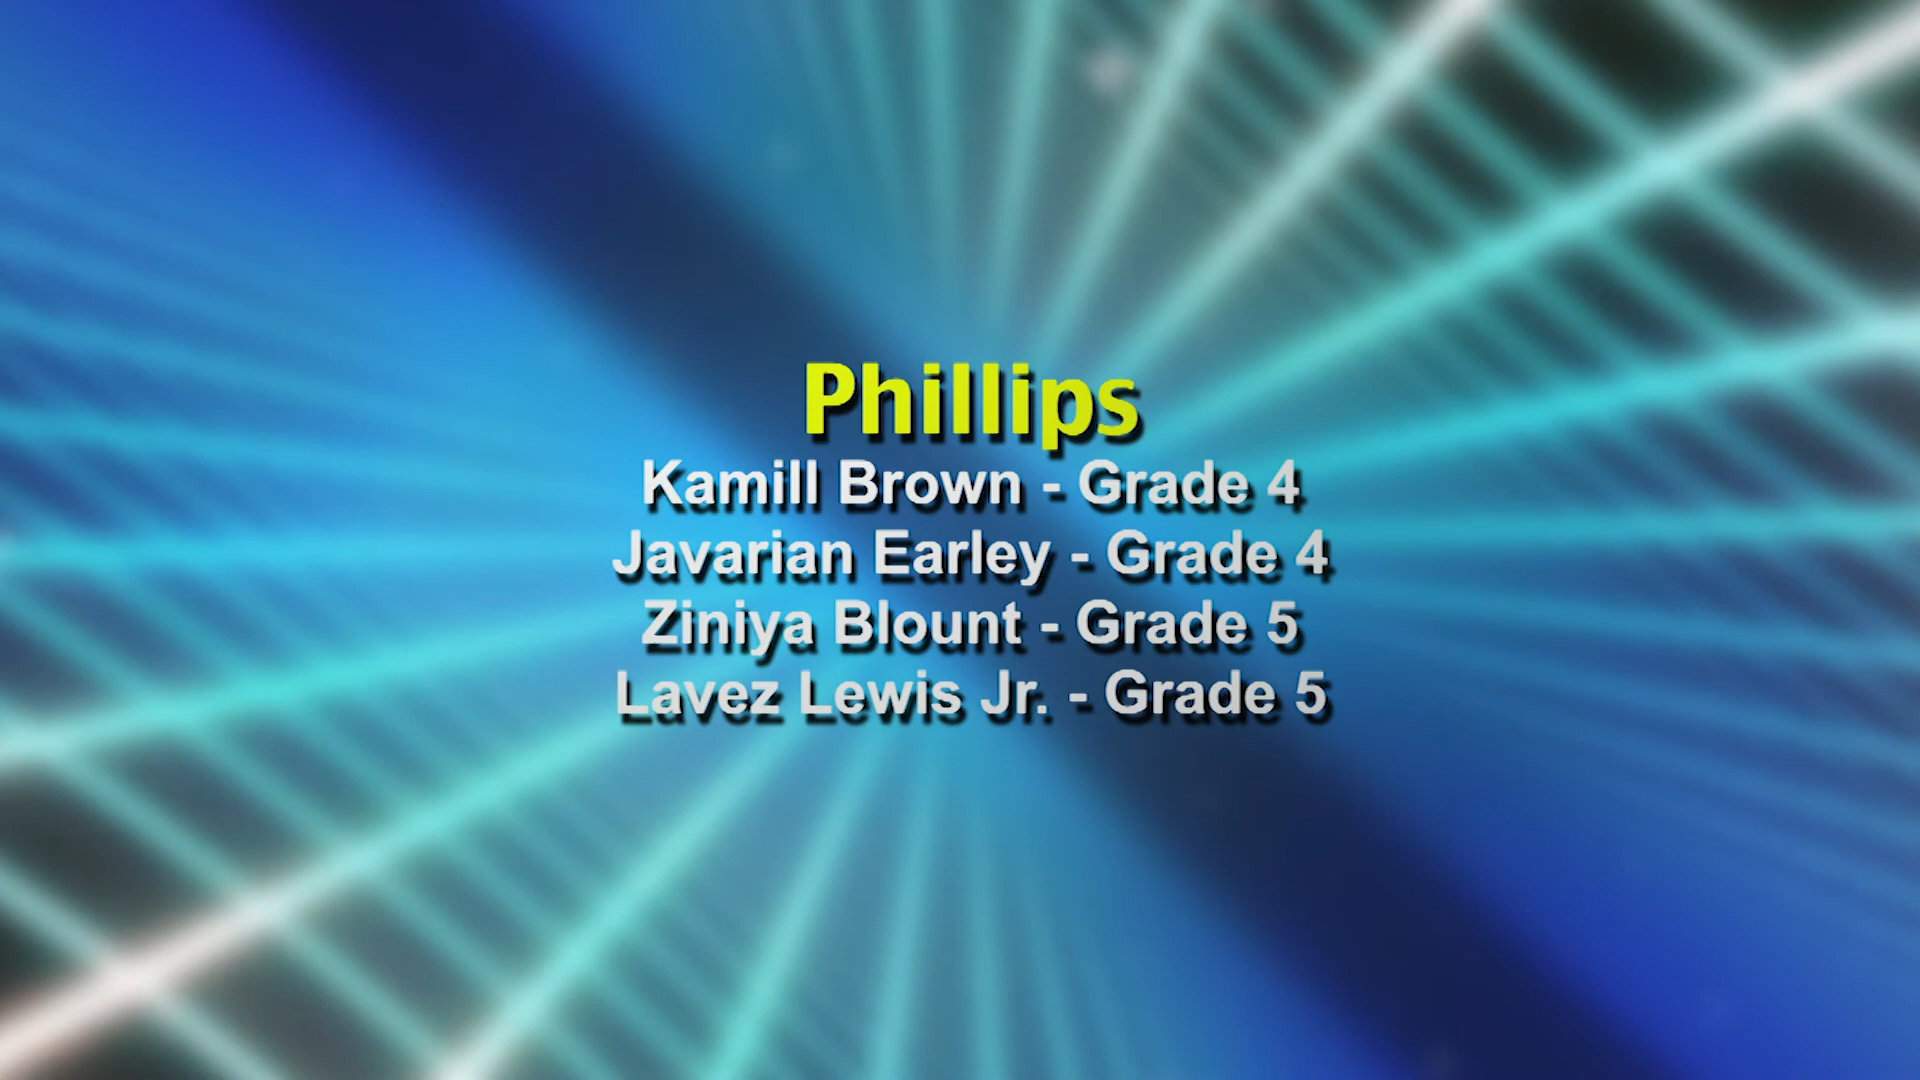 Phillips
Kamill Brown - Grade 4
Javarian Earley - Grade 4
Ziniya Blount - Grade 5
Lavez Lewis Jr. - Grade 5